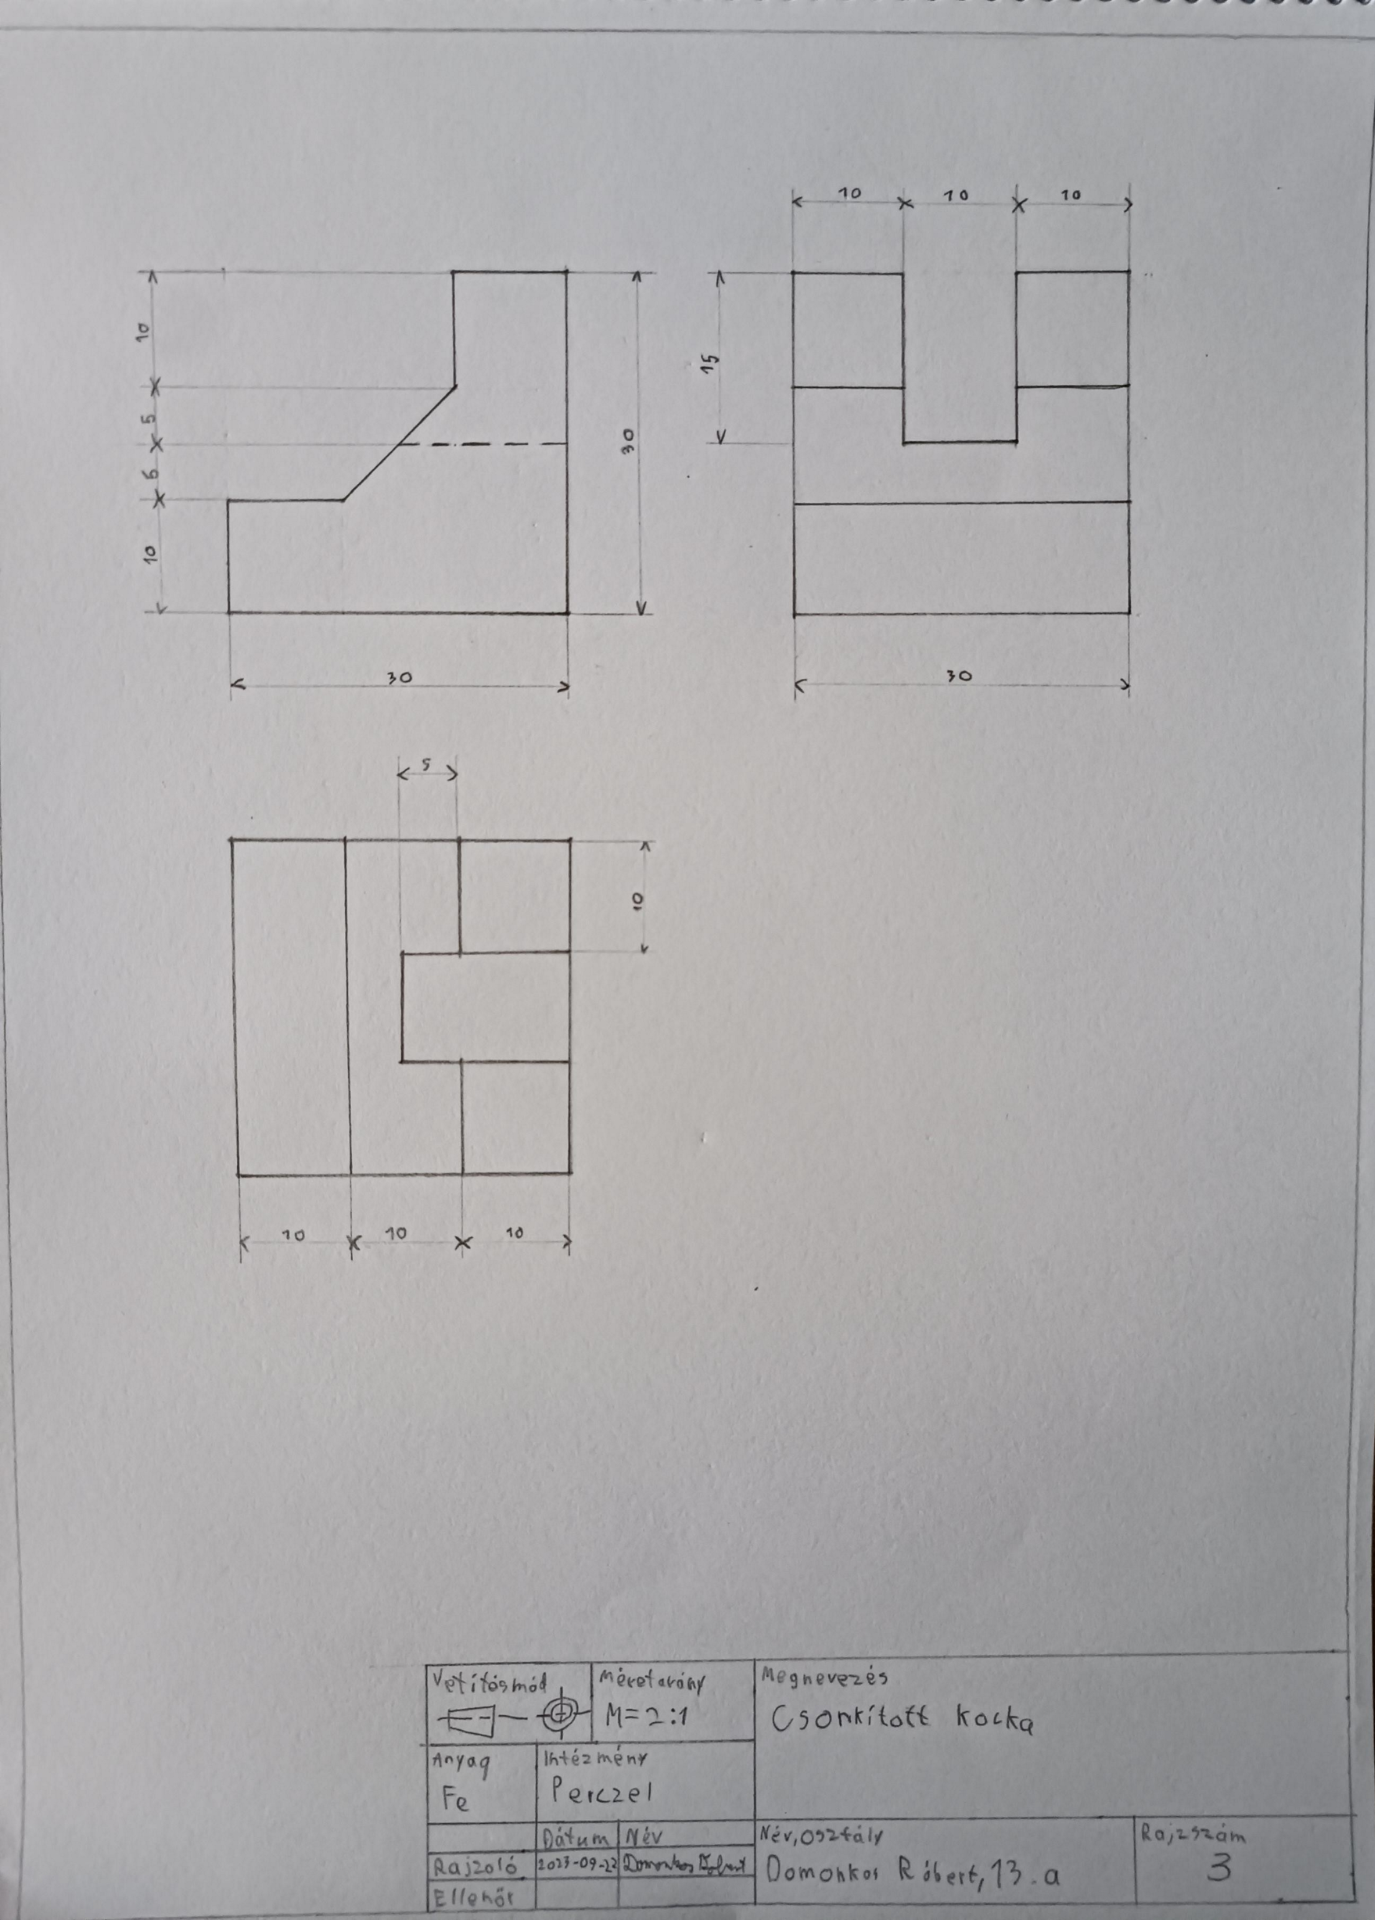 10 10 10
10
5
6
10
30
15
30
30
5
10
10 10 10
Vetítésmód
Méretarány
M=2:1
Megnevezés
Csonkított kocka
Anyag
Fe
Intézmény
Perczel
Dátum Név
Rajzoló 2023-09-22 Domonkos Róbert
Ellenőr
Név, osztály
Domonkos Róbert, 13.a
Rajzszám
3